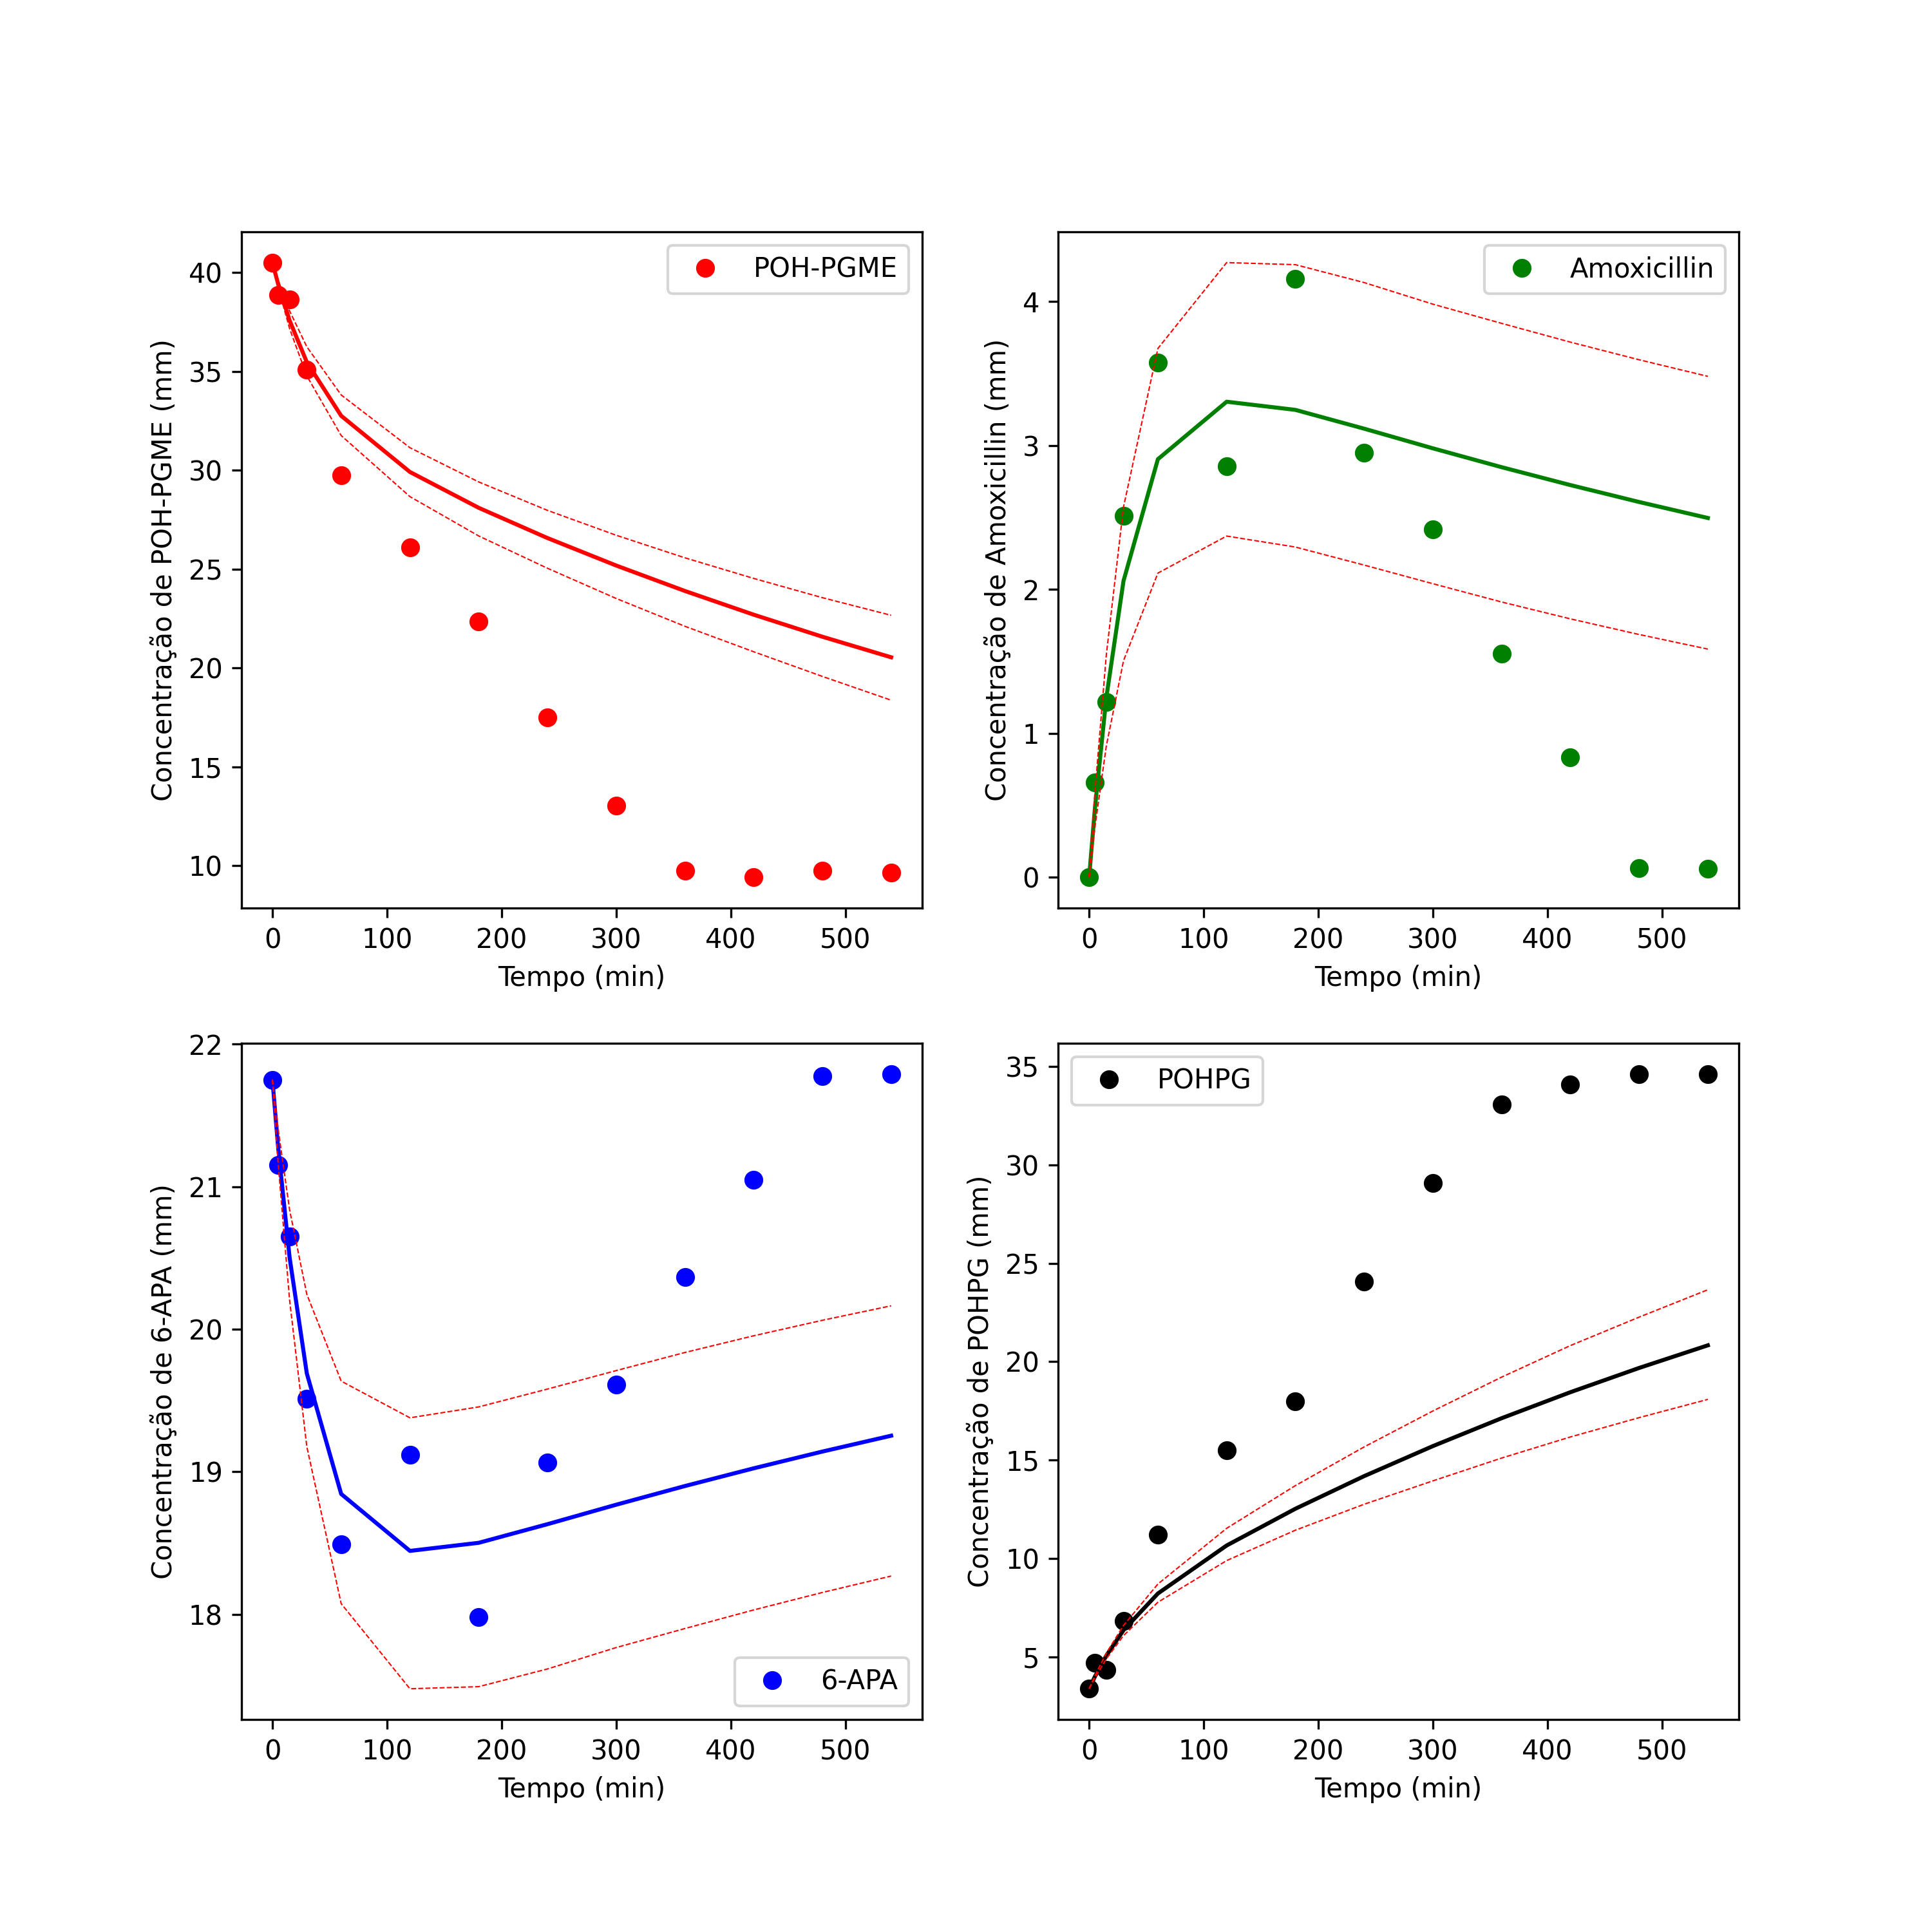 POH-PGME
40
35
30
25
20
15
10
Concentração de POH-PGME (mm)
0 100 200 300 400 500
Tempo (min)
Amoxicillin
4
3
2
1
0
Concentração de Amoxicillin (mm)
0 100 200 300 400 500
Tempo (min)
22
21
20
19
18
Concentração de 6-APA (mm)
6-APA
0 100 200 300 400 500
Tempo (min)
POHPG
35
30
25
20
15
10
5
Concentração de POHPG (mm)
0 100 200 300 400 500
Tempo (min)